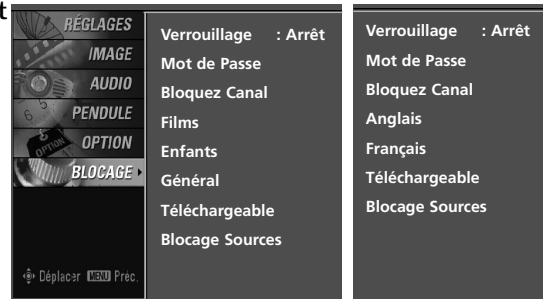 t
RÉGLAGES
IMAGE
AUDIO
PENDULE
OPTION
BLOCAGE
Déplacer MENU Préc.
Verrouillage : Arrêt
Mot de Passe
Bloquez Canal
Films
Enfants
Général
Téléchargeable
Blocage Sources
Verrouillage : Arrêt
Mot de Passe
Bloquez Canal
Anglais
Français
Téléchargeable
Blocage Sources